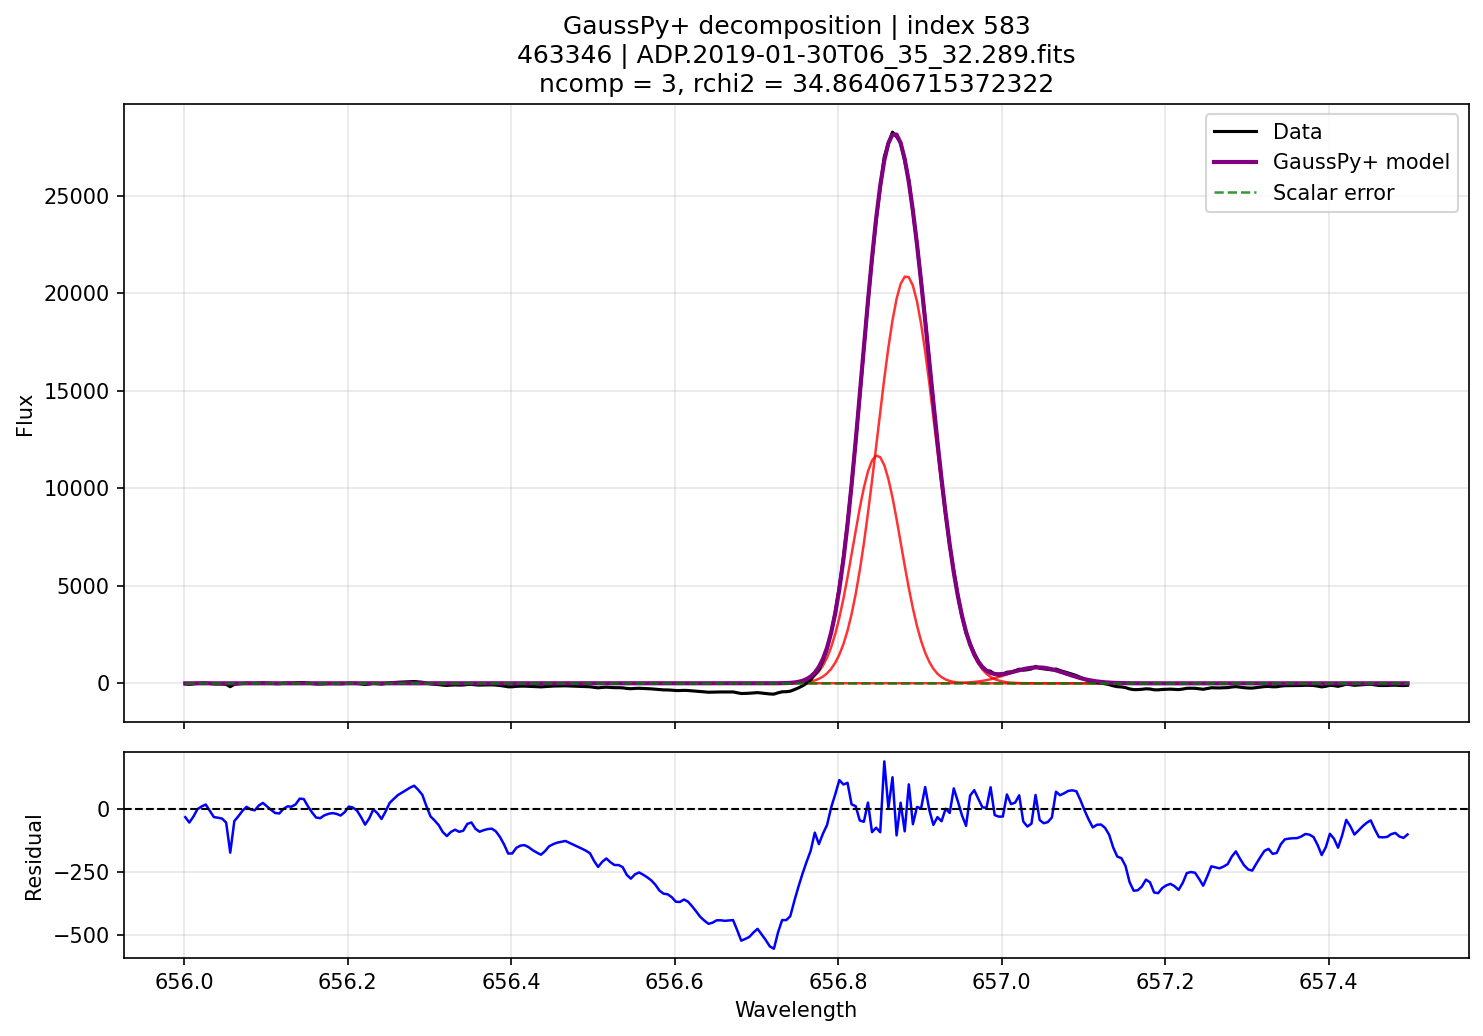 GaussPy+ decomposition | index 583
463346 | ADP.2019-01-30T06_35_32.289.fits
ncomp = 3, rchi2 = 34.86406715372322
Data
GaussPy+ model
Scalar error
Flux
25000
20000
15000
10000
5000
0
Residual
0
−250
−500
656.0 656.2 656.4 656.6 656.8 657.0 657.2 657.4
Wavelength